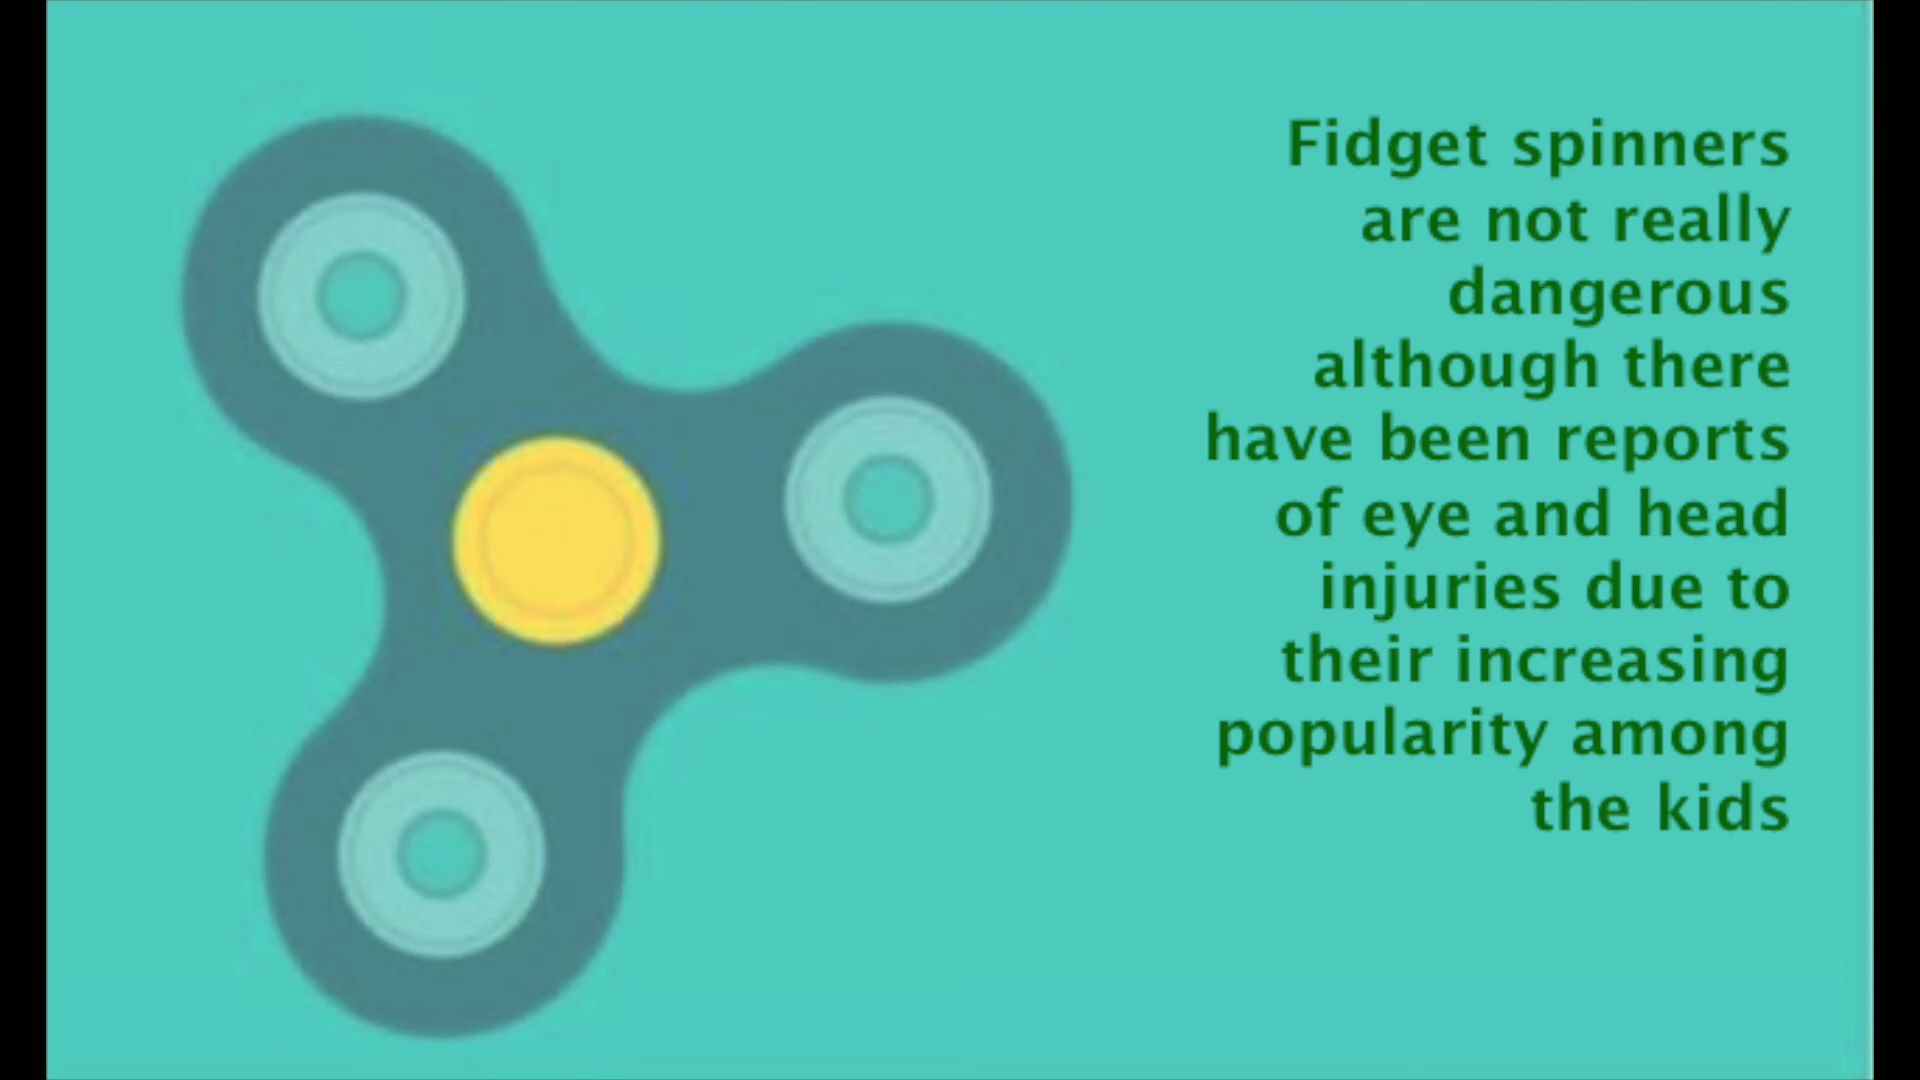 Fidget spinners
are not really
dangerous
although there
have been reports
of eye and head
injuries due to
their increasing
popularity among
the kids